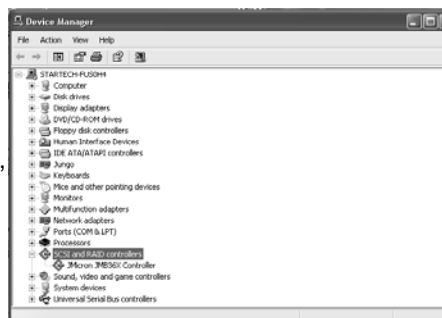 Device Manager
File Action View Help
STARTECH-FUS0H4
Computer
Disk drives
Display adapters
DVD/CD-ROM drives
Floppy disk controllers
Human Interface Devices
IDE ATA/ATAPI controllers
Jungo
Keyboards
Mice and other pointing devices
Monitors
Multifunction adapters
Network adapters
Ports (COM & LPT)
Processors
SCSI and RAID controllers
JMicron JMB36X Controller
Sound, video and game controllers
System devices
Universal Serial Bus controllers